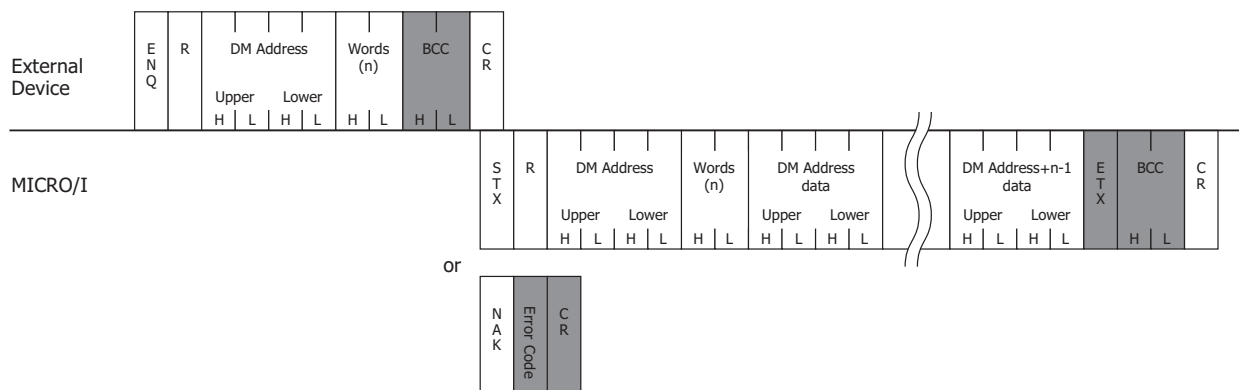 External
Device
E
N
Q
R
DM Address
Upper Lower
H L H L
Words
(n)
H L
BCC
H L
C
R
MICRO/I
S
T
X
R
DM Address
Upper Lower
H L H L
Words
(n)
H L
DM Address
data
Upper Lower
H L H L
DM Address+n-1
data
Upper Lower
H L H L
E
T
X
BCC
H L
C
R
or
N
A
K
Error Code
C
R